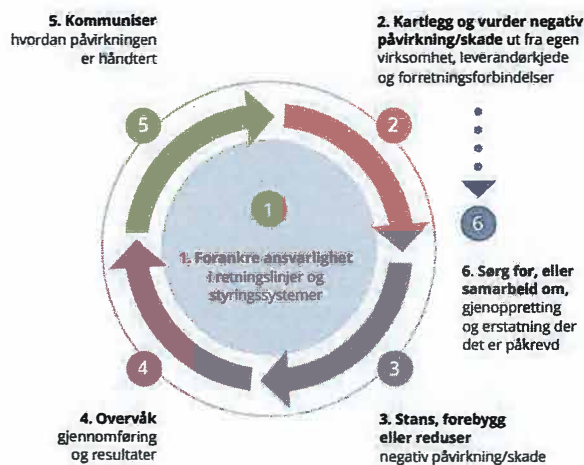 5. Kommuniser
hvordan påvirkningen
er håndtert
2. Kartlegg og vurder negativ
påvirkning/skade ut fra egen
virksomhet, leverandørkjede
og forretningsforbindelser
5
2
1
1. Forankre ansvarlighet
i retningslinjer og
styringssystemer
6
6. Sørg for, eller
samarbeid om,
gjenoppretting
og erstatning der
det er påkrevd
4
3
4. Overvåk
gjennomføring
og resultater
3. Stans, forebygg
eller reduser
negativ påvirkning/skade